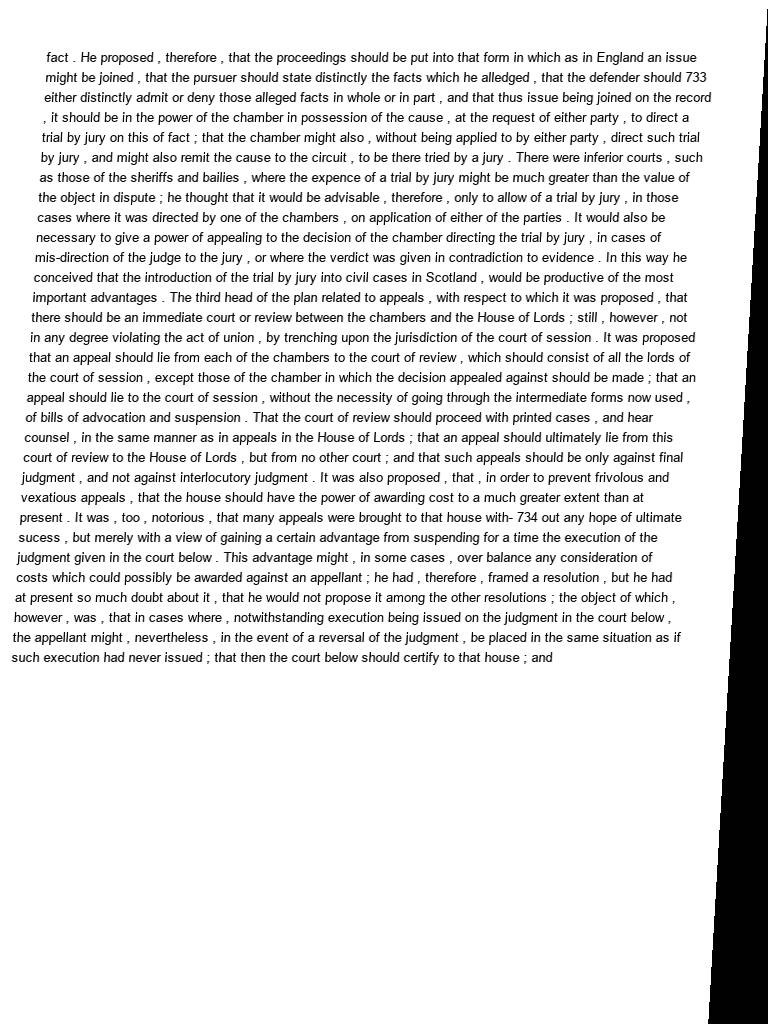 fact . He proposed , therefore , that the proceedings should be put into that form in which as in England an issue
might be joined , that the pursuer should state distinctly the facts which he alledged , that the defender should 733
either distinctly admit or deny those alleged facts in whole or in part , and that thus issue being joined on the record
, it should be in the power of the chamber in possession of the cause , at the request of either party , to direct a
trial by jury on this of fact ; that the chamber might also , without being applied to by either party , direct such trial
by jury , and might also remit the cause to the circuit , to be there tried by a jury . There were inferior courts , such
as those of the sheriffs and bailies , where the expence of a trial by jury might be much greater than the value of
the object in dispute ; he thought that it would be advisable , therefore , only to allow of a trial by jury , in those
cases where it was directed by one of the chambers , on application of either of the parties . It would also be
necessary to give a power of appealing to the decision of the chamber directing the trial by jury , in cases of
mis-direction of the judge to the jury , or where the verdict was given in contradiction to evidence . In this way he
conceived that the introduction of the trial by jury into civil cases in Scotland , would be productive of the most
important advantages . The third head of the plan related to appeals , with respect to which it was proposed , that
there should be an immediate court or review between the chambers and the House of Lords ; still , however , not
in any degree violating the act of union , by trenching upon the jurisdiction of the court of session . It was proposed
that an appeal should lie from each of the chambers to the court of review , which should consist of all the lords of
the court of session , except those of the chamber in which the decision appealed against should be made ; that an
appeal should lie to the court of session , without the necessity of going through the intermediate forms now used ,
of bills of advocation and suspension . That the court of review should proceed with printed cases , and hear
counsel , in the same manner as in appeals in the House of Lords ; that an appeal should ultimately lie from this
court of review to the House of Lords , but from no other court ; and that such appeals should be only against final
judgment , and not against interlocutory judgment . It was also proposed , that , in order to prevent frivolous and
vexatious appeals , that the house should have the power of awarding cost to a much greater extent than at
present . It was , too , notorious , that many appeals were brought to that house with- 734 out any hope of ultimate
sucess , but merely with a view of gaining a certain advantage from suspending for a time the execution of the
judgment given in the court below . This advantage might , in some cases , over balance any consideration of
costs which could possibly be awarded against an appellant ; he had , therefore , framed a resolution , but he had
at present so much doubt about it , that he would not propose it among the other resolutions ; the object of which ,
however , was , that in cases where , notwithstanding execution being issued on the judgment in the court below ,
the appellant might , nevertheless , in the event of a reversal of the judgment , be placed in the same situation as if
such execution had never issued ; that then the court below should certify to that house ; and